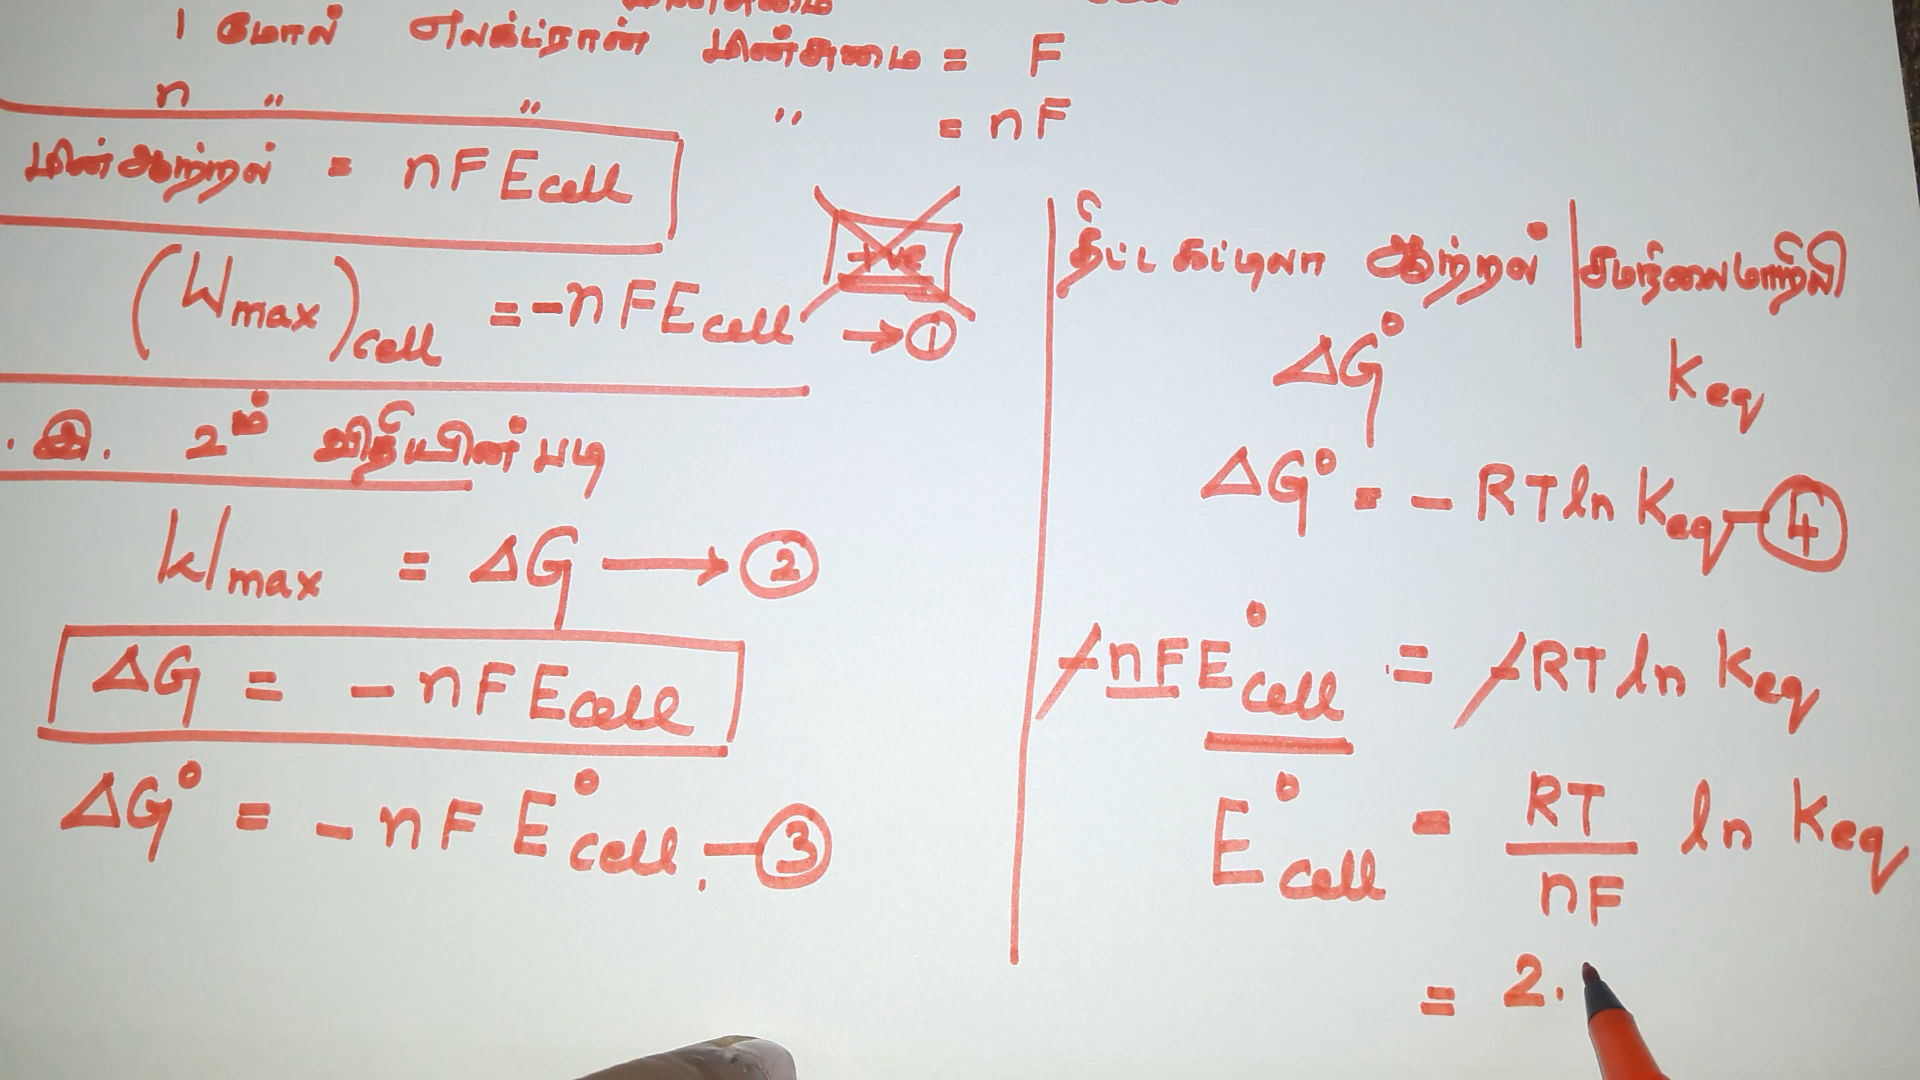 1 மோல் எலக்ட்ரான் மின்சுமை = F
n " " " = nF
மின்ஆற்றல் = nFEcell
+ve
(Wmax)cell = -nFEcell → ①
.இ. 2ம் விதியின்படி
Wmax = ΔG → ②
ΔG = - nFEcell
ΔG° = - nFE°cell. - ③
திட்ட கட்டிலா ஆற்றல் | சமநிலைமாறிலி
ΔG° Keq
ΔG° = - RT ln Keq - ④
-nFE°cell = -RT ln Keq
E°cell = RT/nF ln Keq
= 2.